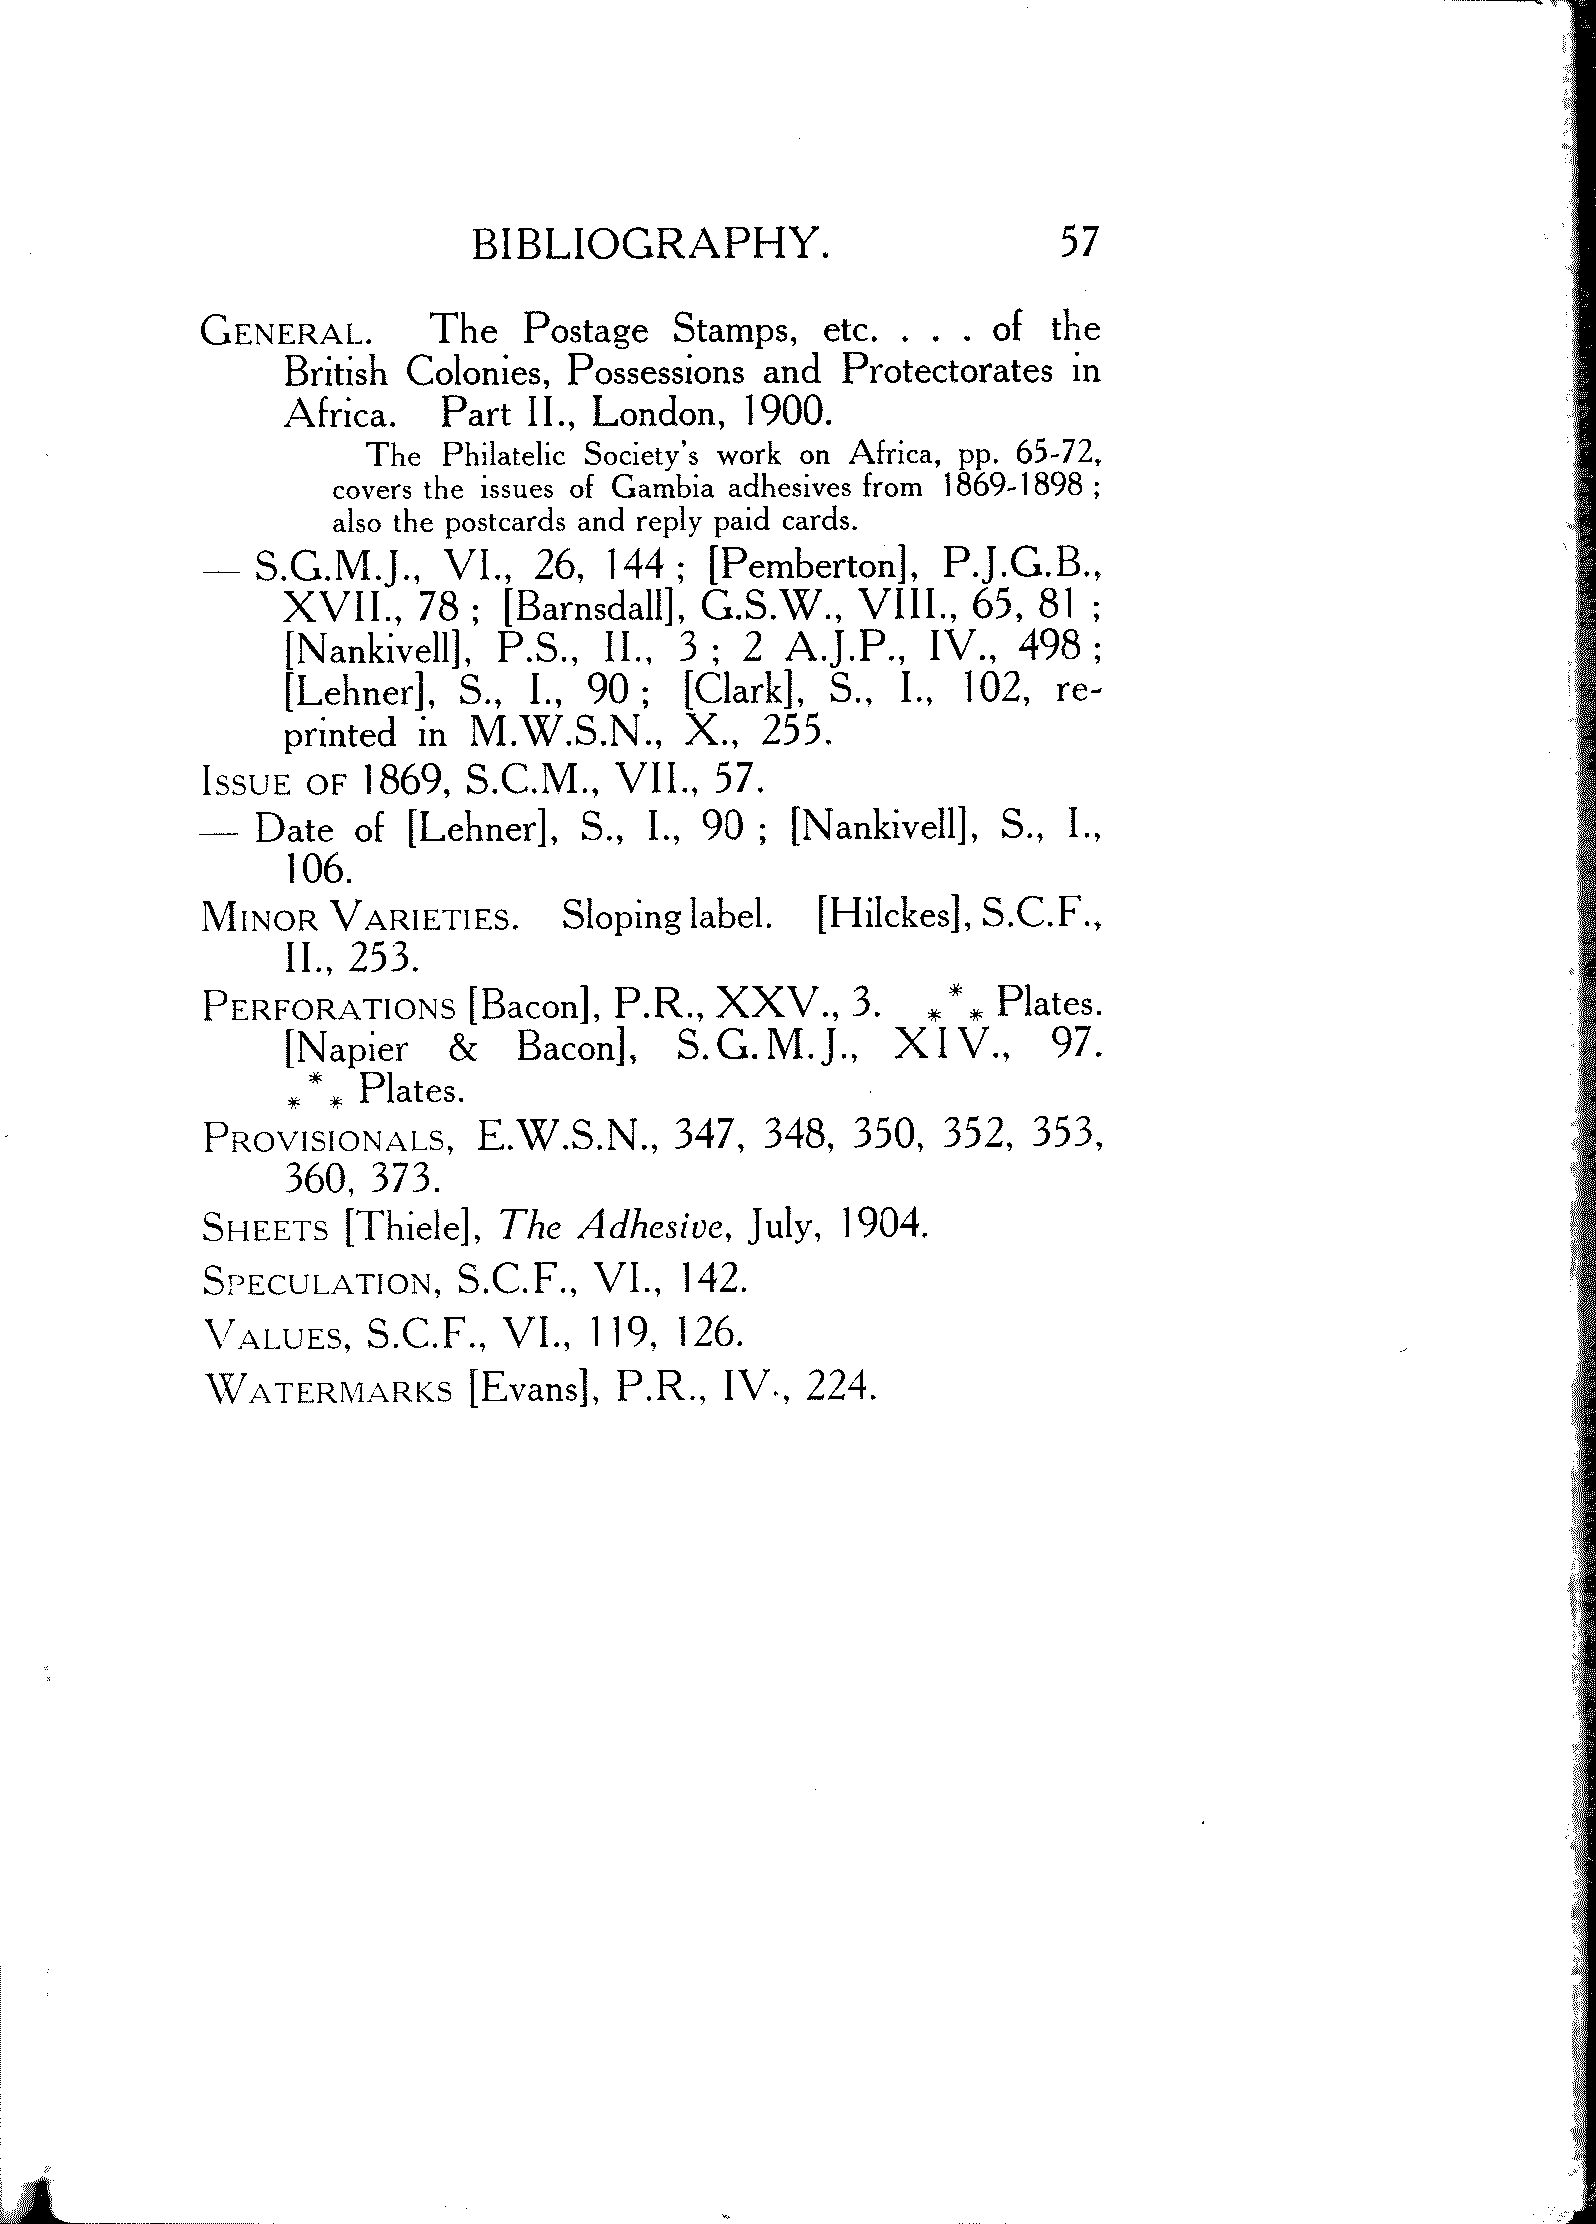 BIBLIOGRAPHY. 57
GENERAL. The Postage Stamps, etc. . . . of the
British Colonies, Possessions and Protectorates in
Africa. Part II., London, 1900.
The Philatelic Society's work on Africa, pp. 65-72,
covers the issues of Gambia adhesives from 1869-1898 ;
also the postcards and reply paid cards.
— S.G.M.J., VI., 26, 144 ; [Pemberton], P.J.G.B.,
XVII., 78 ; [Barnsdall], G.S.W., VIII., 65, 81 ;
[Nankivell], P.S., II., 3 ; 2 A.J.P., IV., 498 ;
[Lehner], S., I., 90 ; [Clark], S., I., 102, re-
printed in M.W.S.N., X., 255.
ISSUE OF 1869, S.C.M., VII., 57.
— Date of [Lehner], S., I., 90 ; [Nankivell], S., I.,
106.
MINOR VARIETIES. Sloping label. [Hilckes], S.C.F.,
II., 253.
PERFORATIONS [Bacon], P.R., XXV., 3. *** Plates.
[Napier & Bacon], S.G.M.J., XIV., 97.
*** Plates.
PROVISIONALS, E.W.S.N., 347, 348, 350, 352, 353,
360, 373.
SHEETS [Thiele], The Adhesive, July, 1904.
SPECULATION, S.C.F., VI., 142.
VALUES, S.C.F., VI., 119, 126.
WATERMARKS [Evans], P.R., IV., 224.